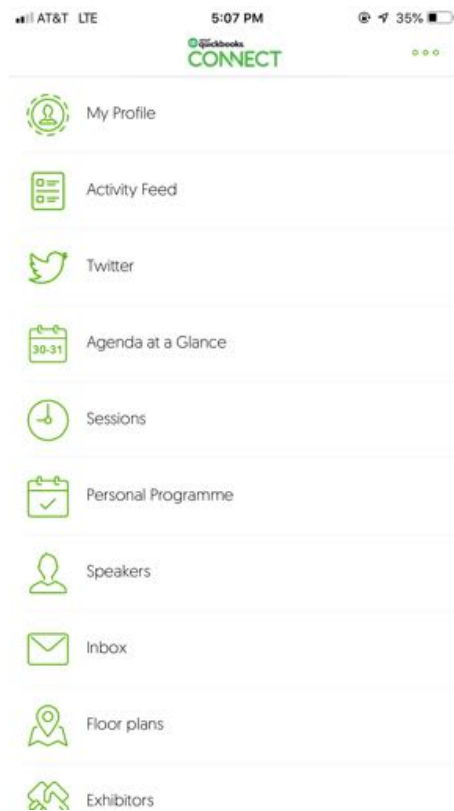 AT&T LTE 5:07 PM 35%
quickbooks
CONNECT
My Profile
Activity Feed
Twitter
30-31
Agenda at a Glance
Sessions
Personal Programme
Speakers
Inbox
Floor plans
Exhibitors